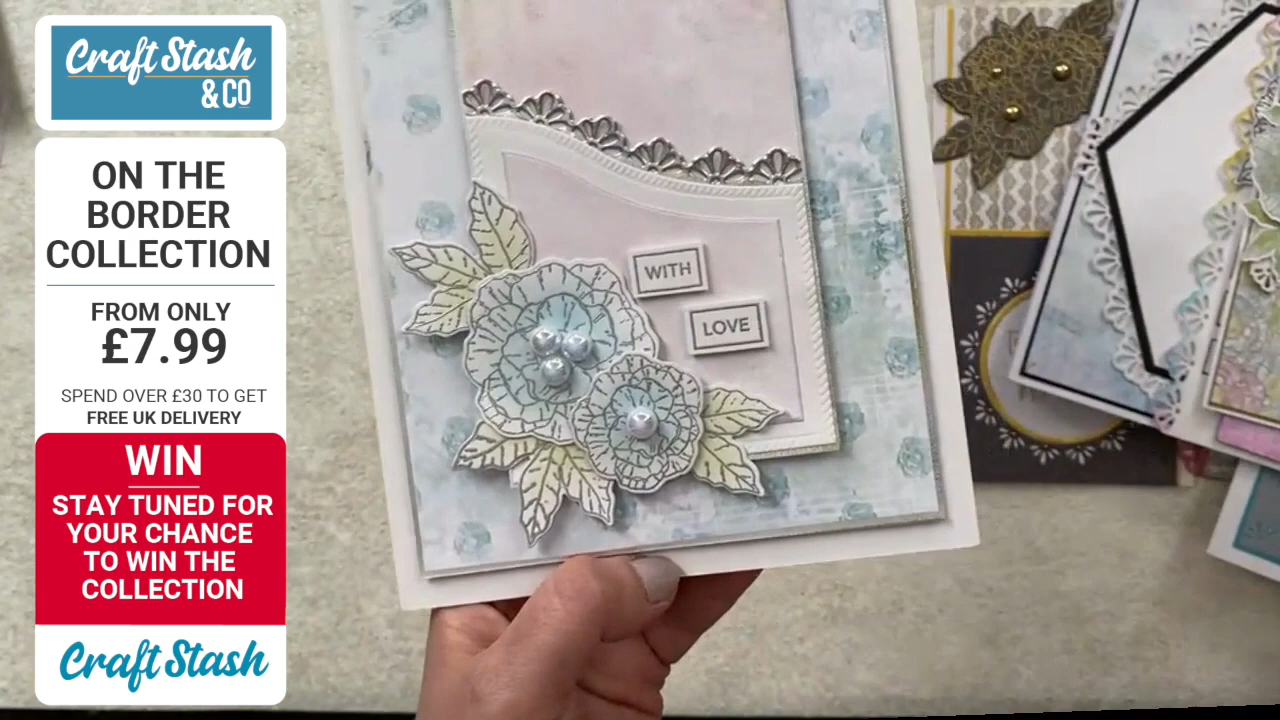 Craft Stash
& CO
ON THE
BORDER
COLLECTION
FROM ONLY
£7.99
SPEND OVER £30 TO GET
FREE UK DELIVERY
WIN
STAY TUNED FOR
YOUR CHANCE
TO WIN THE
COLLECTION
Craft Stash
WITH
LOVE